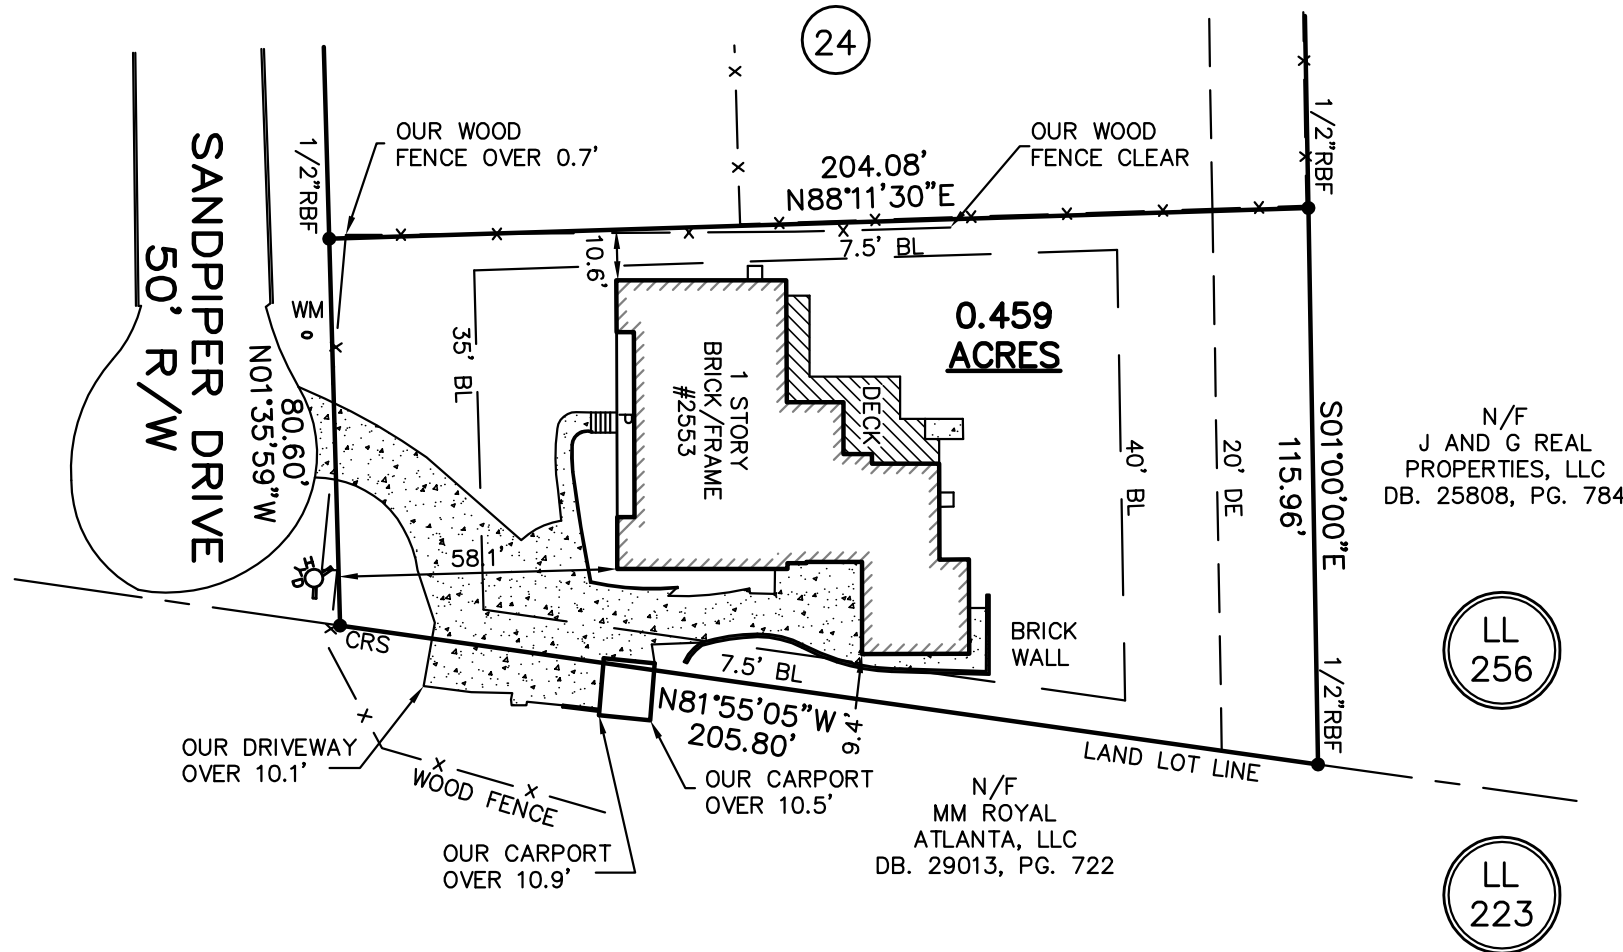 24
OUR WOOD
FENCE OVER 0.7'
OUR WOOD
FENCE CLEAR
204.08'
N88°11'30"E
1/2"RBF
1/2"RBF
SANDPIPER DRIVE
50' R/W
WM
N01°35'59"W
80.60'
10.6'
7.5' BL
35' BL
0.459
ACRES
1 STORY
BRICK/FRAME
#2553
P
DECK
40' BL
20' DE
S01°00'00"E
115.96'
N/F
J AND G REAL
PROPERTIES, LLC
DB. 25808, PG. 784
58.1'
HYD
CRS
BRICK
WALL
7.5' BL
N81°55'05"W
205.80'
9.4'
LL
256
1/2"RBF
LAND LOT LINE
OUR DRIVEWAY
OVER 10.1'
WOOD FENCE
OUR CARPORT
OVER 10.5'
OUR CARPORT
OVER 10.9'
N/F
MM ROYAL
ATLANTA, LLC
DB. 29013, PG. 722
LL
223